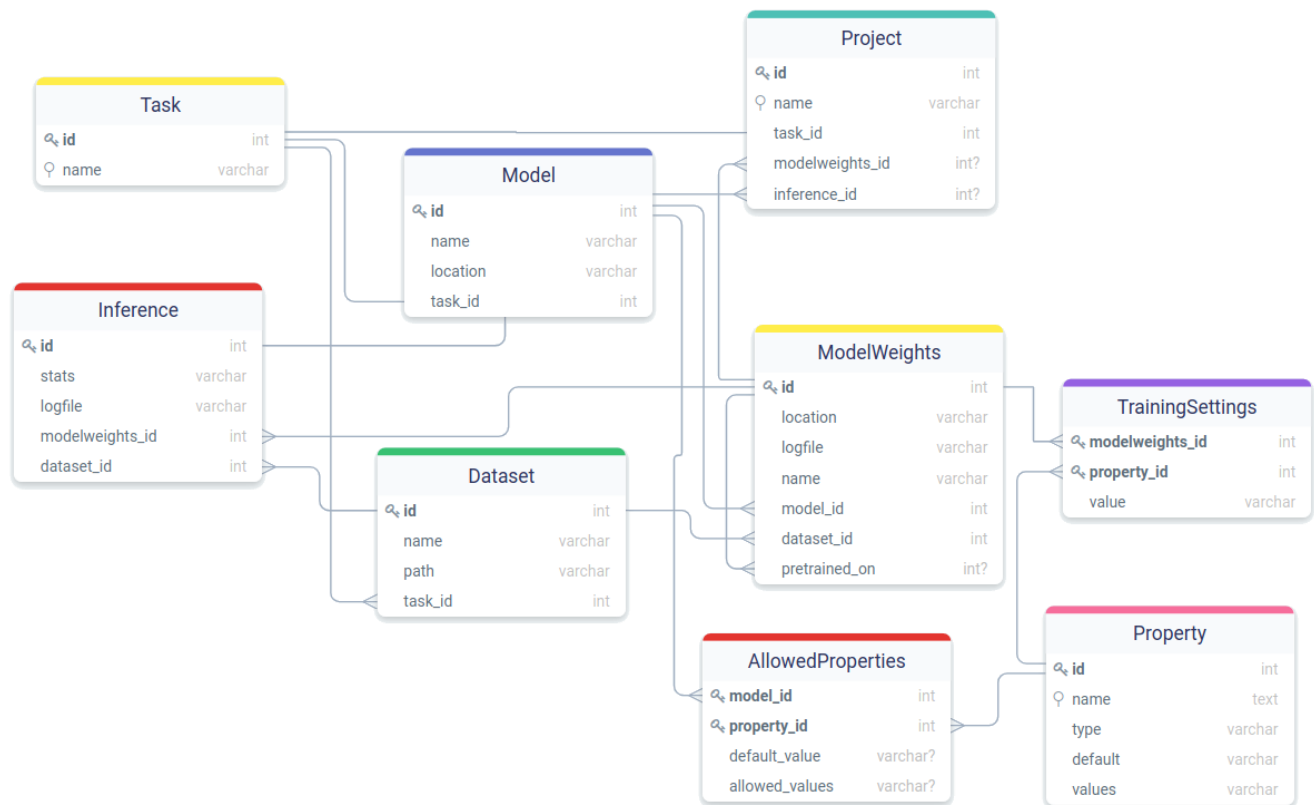 Project
id int
name varchar
task_id int
modelweights_id int?
inference_id int?
Task
id int
name varchar
Model
id int
name varchar
location varchar
task_id int
Inference
id int
stats varchar
logfile varchar
modelweights_id int
dataset_id int
ModelWeights
id int
location varchar
logfile varchar
name varchar
model_id int
dataset_id int
pretrained_on int?
TrainingSettings
modelweights_id int
property_id int
value varchar
Dataset
id int
name varchar
path varchar
task_id int
AllowedProperties
model_id int
property_id int
default_value varchar?
allowed_values varchar?
Property
id int
name text
type varchar
default varchar
values varchar